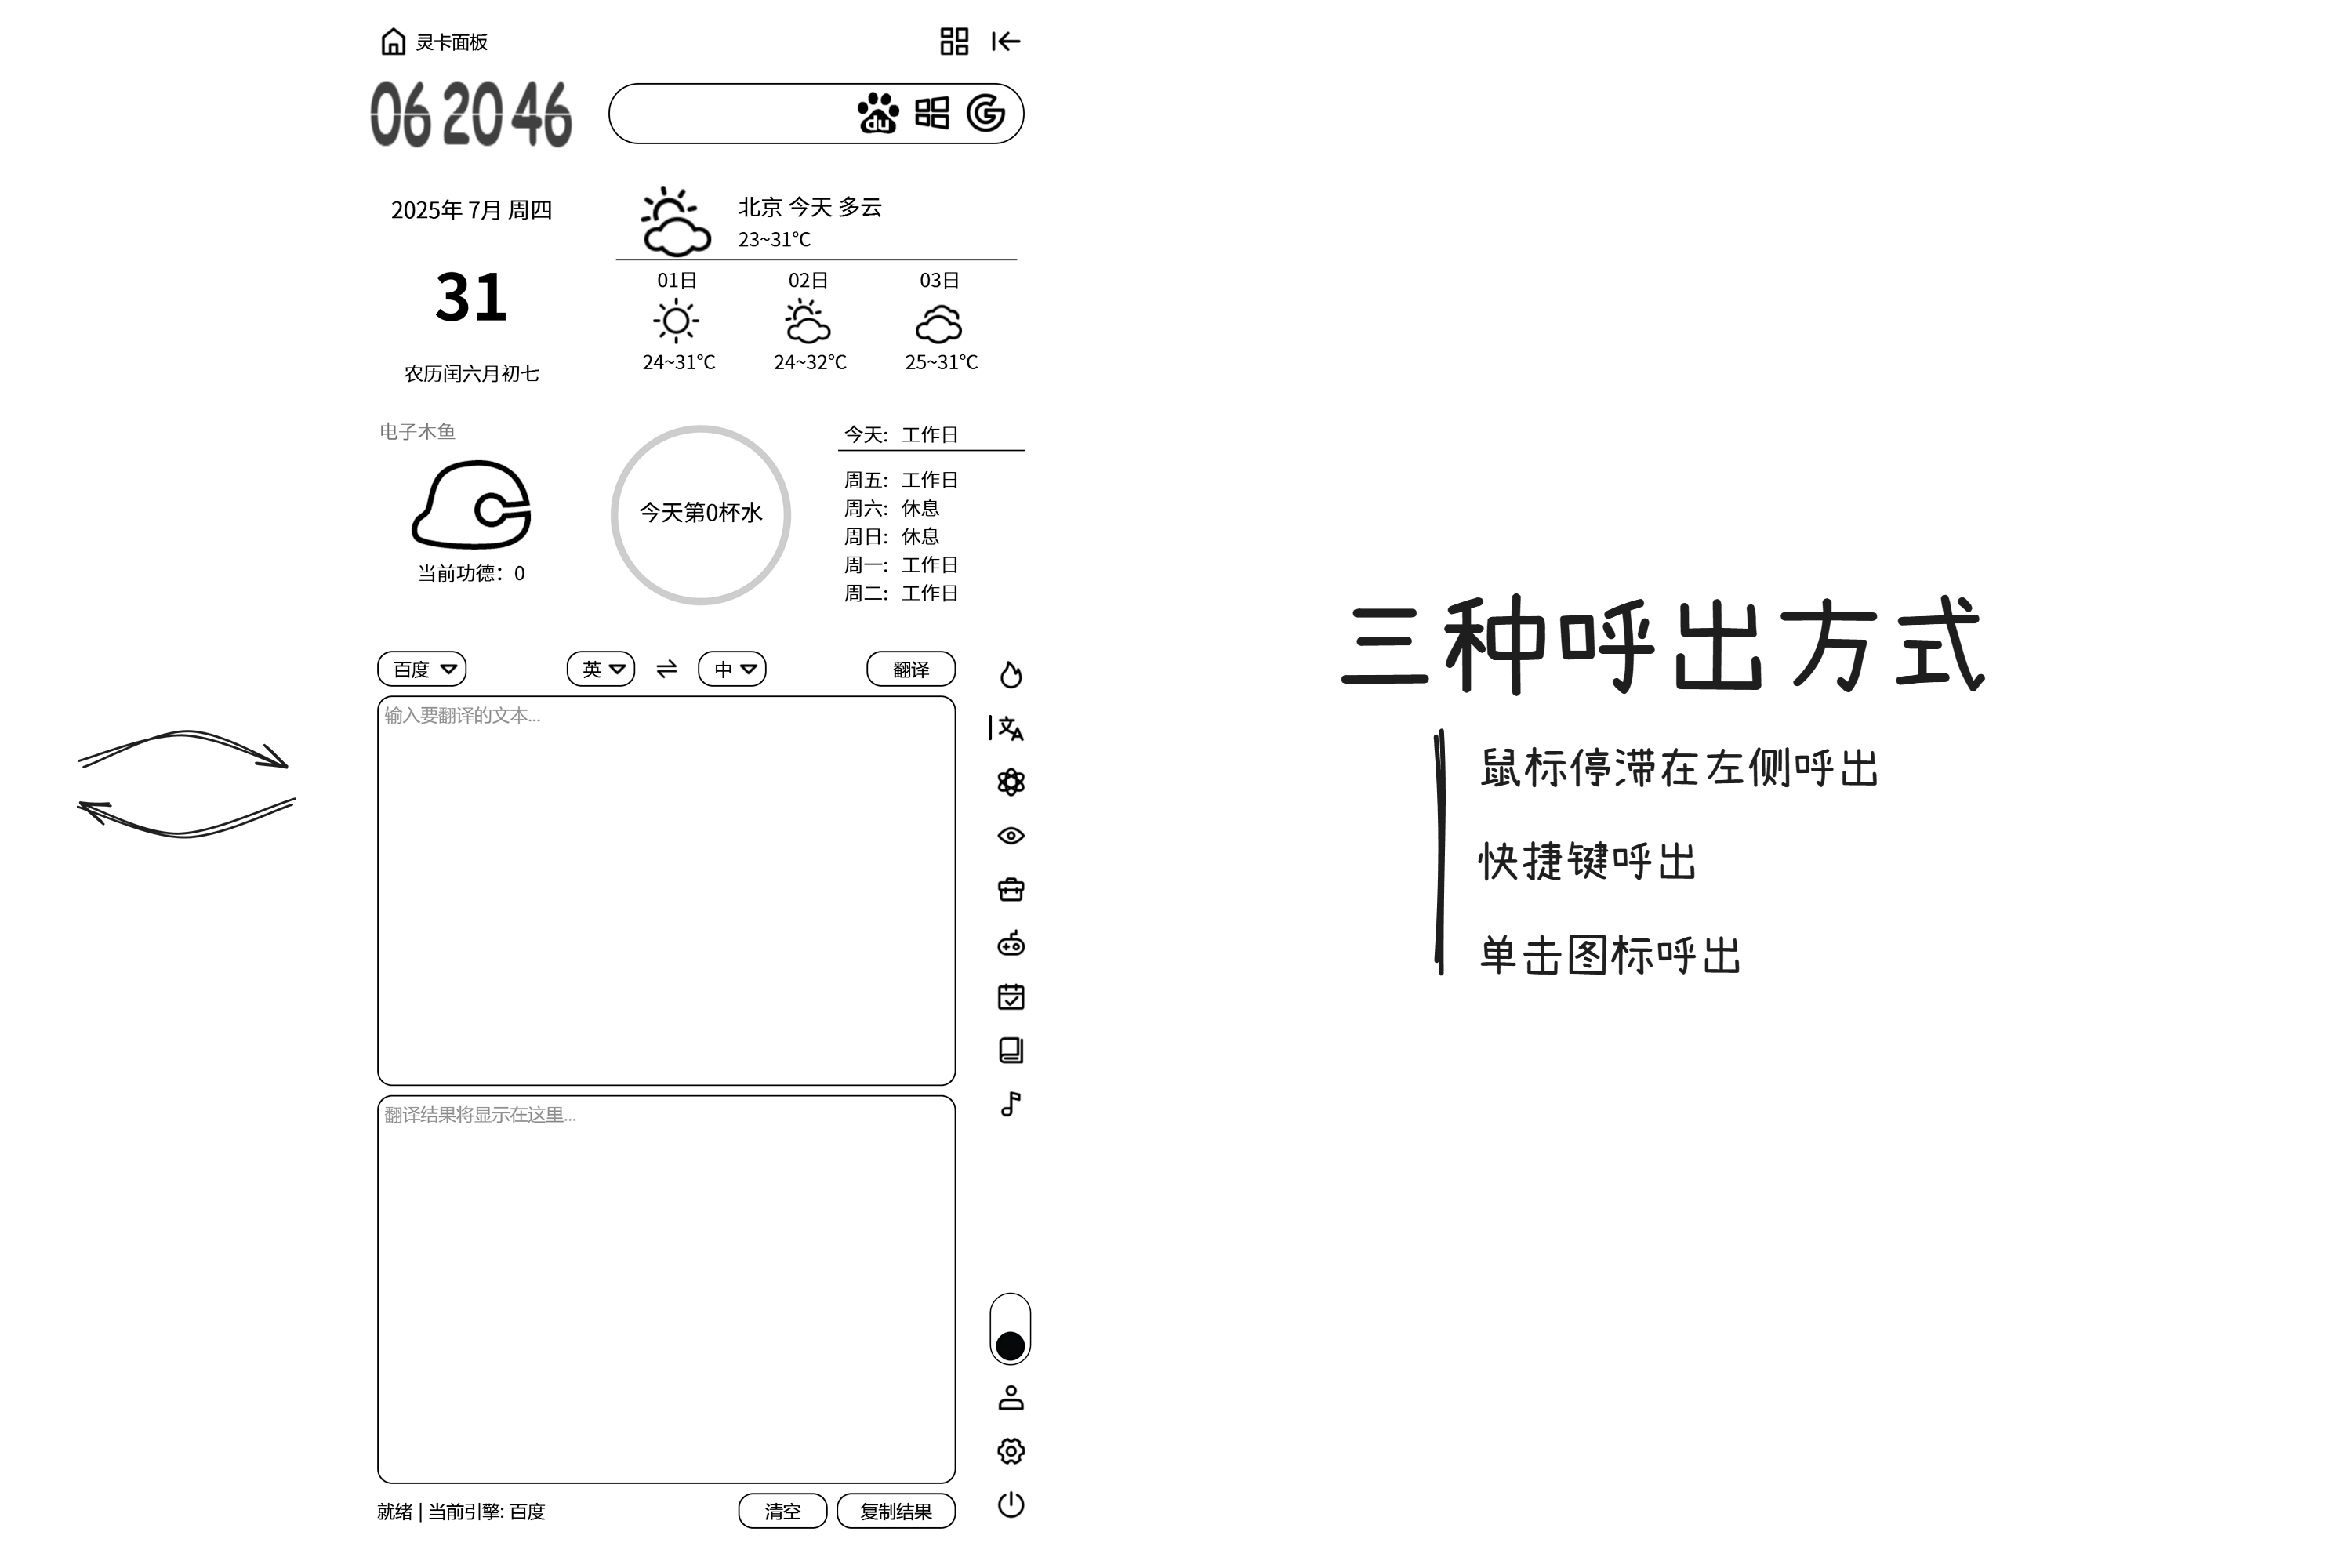 灵卡面板
06 20 46
du
2025年 7月 周四
31
农历闰六月初七
北京 今天 多云
23~31°C
01日 02日 03日
24~31°C 24~32°C 25~31°C
电子木鱼
当前功德：0
今天第0杯水
今天: 工作日
周五: 工作日
周六: 休息
周日: 休息
周一: 工作日
周二: 工作日
百度 英 中 翻译
输入要翻译的文本...
翻译结果将显示在这里...
就绪 | 当前引擎: 百度 清空 复制结果
三种呼出方式
鼠标停滞在左侧呼出
快捷键呼出
单击图标呼出